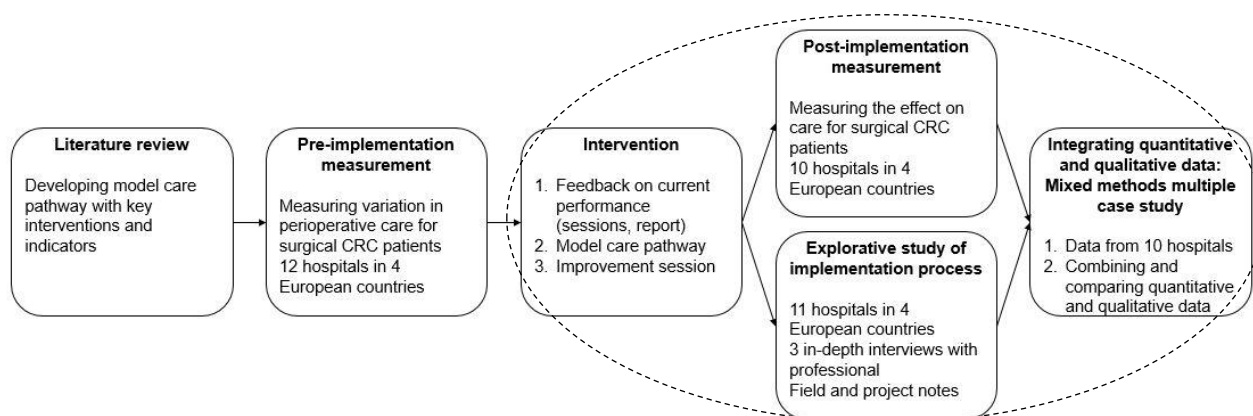 Literature review
Developing model care
pathway with key
interventions and
indicators
Pre-implementation
measurement
Measuring variation in
perioperative care for
surgical CRC patients
12 hospitals in 4
European countries
Intervention
1. Feedback on current
performance
(sessions, report)
2. Model care pathway
3. Improvement session
Post-implementation
measurement
Measuring the effect on
care for surgical CRC
patients
10 hospitals in 4
European countries
Explorative study of
implementation process
11 hospitals in 4
European countries
3 in-depth interviews with
professional
Field and project notes
Integrating quantitative
and qualitative data:
Mixed methods multiple
case study
1. Data from 10 hospitals
2. Combining and
comparing quantitative
and qualitative data